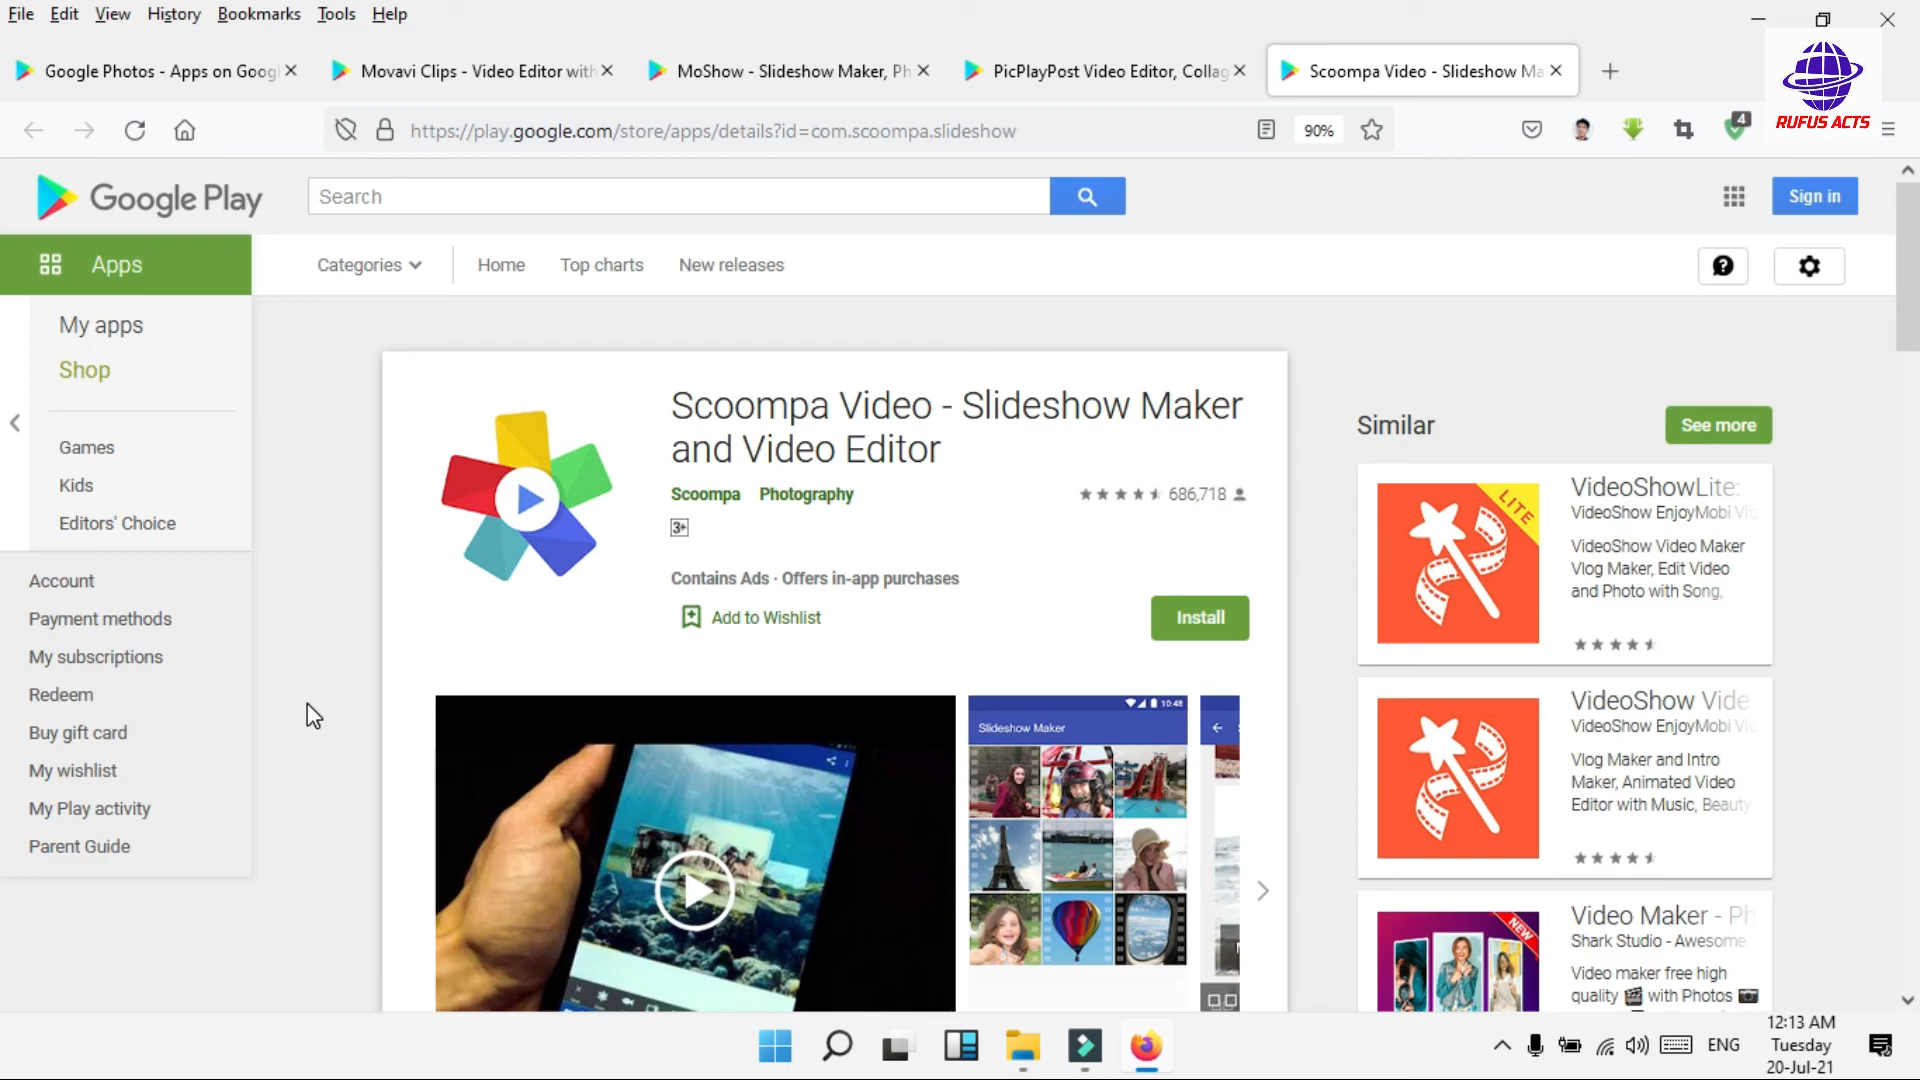 File Edit View History Bookmarks Tools Help
Google Photos - Apps on Googl
Movavi Clips - Video Editor with
MoShow - Slideshow Maker, Ph
PicPlayPost Video Editor, Collag
Scoompa Video - Slideshow Ma
RUFUS ACTS
https://play.google.com/store/apps/details?id=com.scoompa.slideshow
90%
4
Google Play
Search
Sign in
Apps
Categories
Home
Top charts
New releases
My apps
Shop
Games
Kids
Editors' Choice
Account
Payment methods
My subscriptions
Redeem
Buy gift card
My wishlist
My Play activity
Parent Guide
Scoompa Video - Slideshow Maker
and Video Editor
Scoompa Photography
686,718
3+
Contains Ads · Offers in-app purchases
Add to Wishlist
Install
10:48
Slideshow Maker
Similar
See more
LITE
VideoShowLite:
VideoShow EnjoyMobi Vid
VideoShow Video Maker
Vlog Maker, Edit Video
and Photo with Song,
VideoShow Vide
VideoShow EnjoyMobi Vid
Vlog Maker and Intro
Maker, Animated Video
Editor with Music, Beauty
NEW
Video Maker - Ph
Shark Studio - Awesome
Video maker free high
quality 🎬 with Photos 📷
ENG
12:13 AM
Tuesday
20-Jul-21